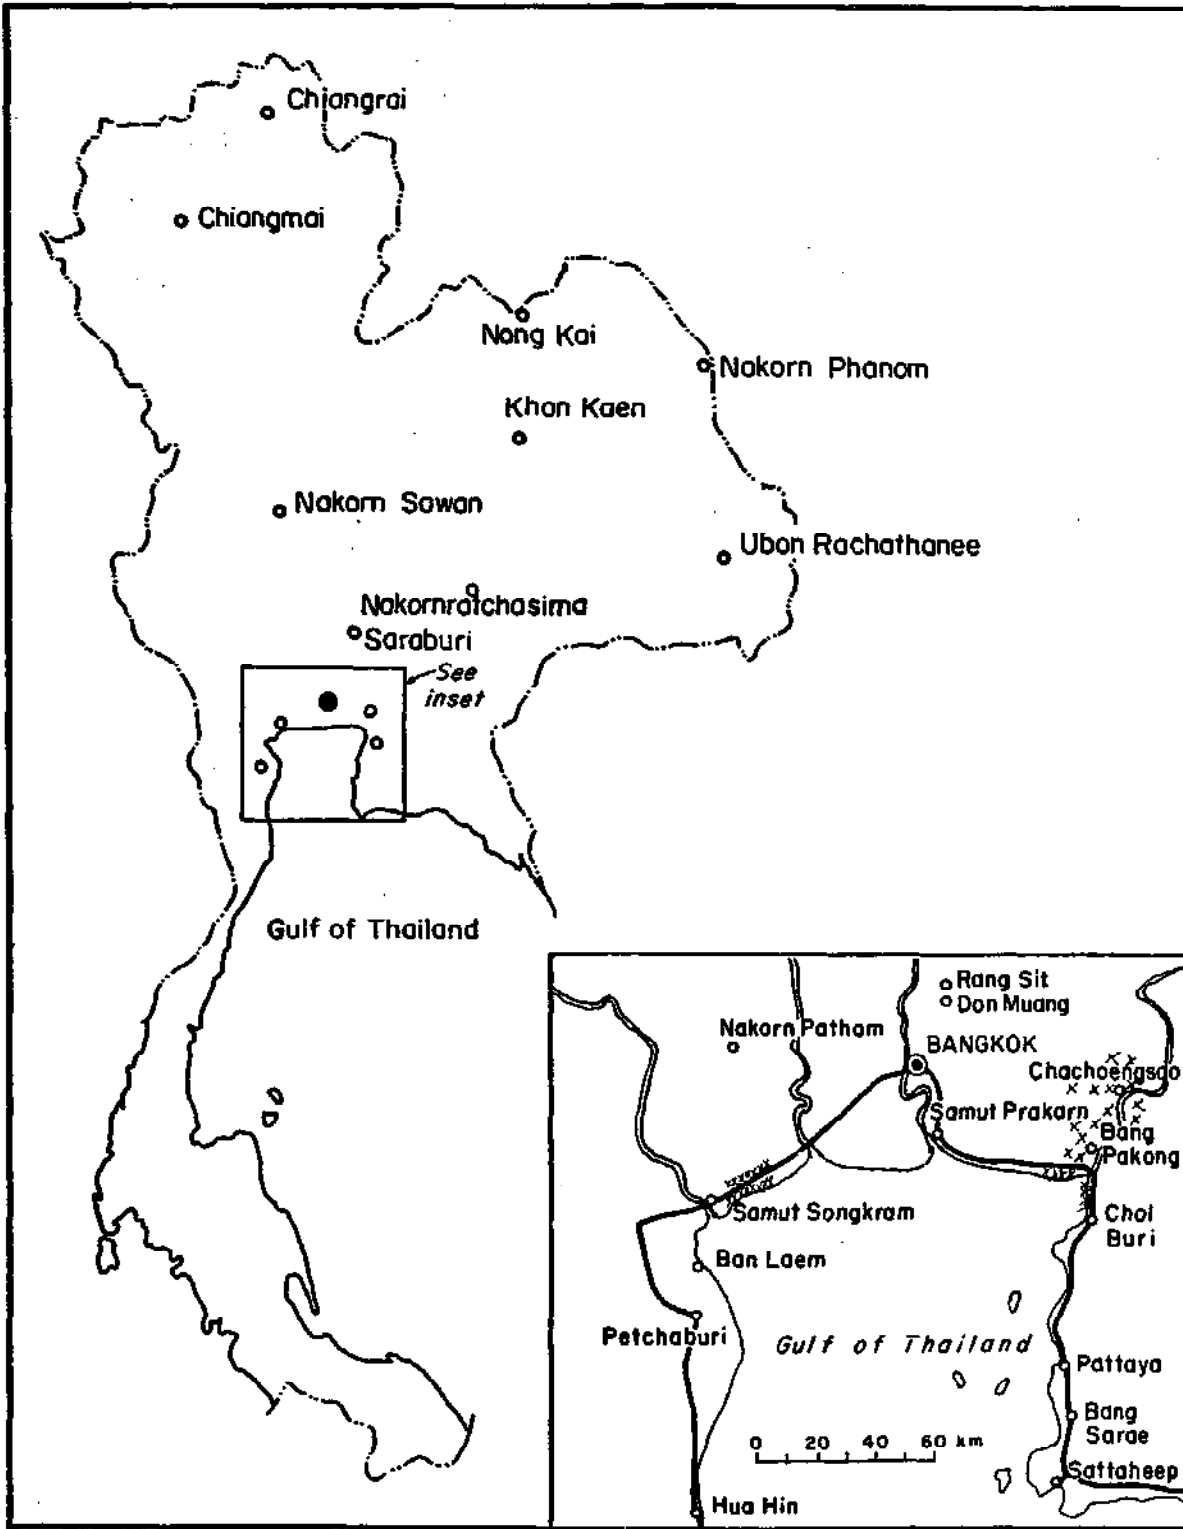 Chiangrai
Chiangmai
Nong Kai
Nakorn Phanom
Khon Kaen
Nakorn Sawan
Ubon Rachathanee
Nakornratchasima
Saraburi
See
inset
Gulf of Thailand
Rang Sit
Don Muang
Nakorn Pathom
BANGKOK
Chachoengsao
Samut Prakarn
Bang
Pakong
Samut Songkram
Chol
Buri
Ban Laem
Petchaburi
Gulf of Thailand
Pattaya
Bang
Sarae
0 20 40 60 km
Sattaheep
Hua Hin